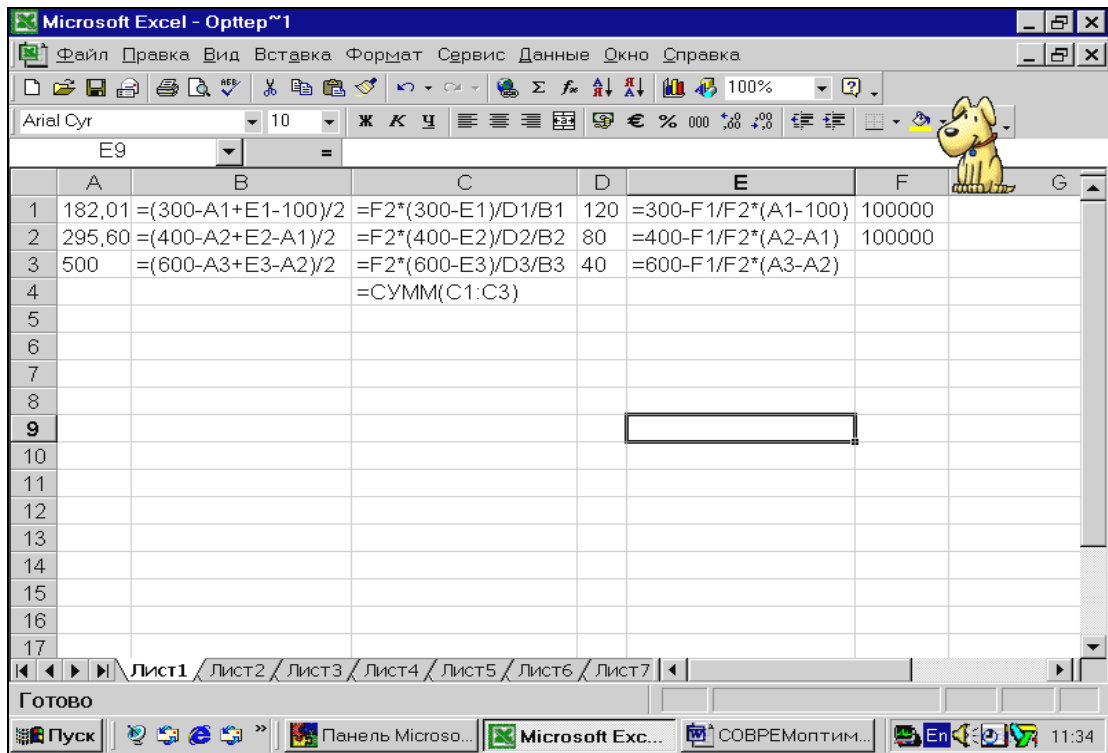 Microsoft Excel - Opttep~1
Файл Правка Вид Вставка Формат Сервис Данные Окно Справка
100%
Arial Cyr 10 Ж К Ч € % 000
E9 =
A B C D E F G
1 182,01 =(300-A1+E1-100)/2 =F2*(300-E1)/D1/B1 120 =300-F1/F2*(A1-100) 100000
2 295,60 =(400-A2+E2-A1)/2 =F2*(400-E2)/D2/B2 80 =400-F1/F2*(A2-A1) 100000
3 500 =(600-A3+E3-A2)/2 =F2*(600-E3)/D3/B3 40 =600-F1/F2*(A3-A2)
4 =СУММ(C1:C3)
5
6
7
8
9
10
11
12
13
14
15
16
17
Лист1 Лист2 Лист3 Лист4 Лист5 Лист6 Лист7
Готово
Пуск » Панель Microso... Microsoft Exc... СОВРЕМоптим... En 11:34